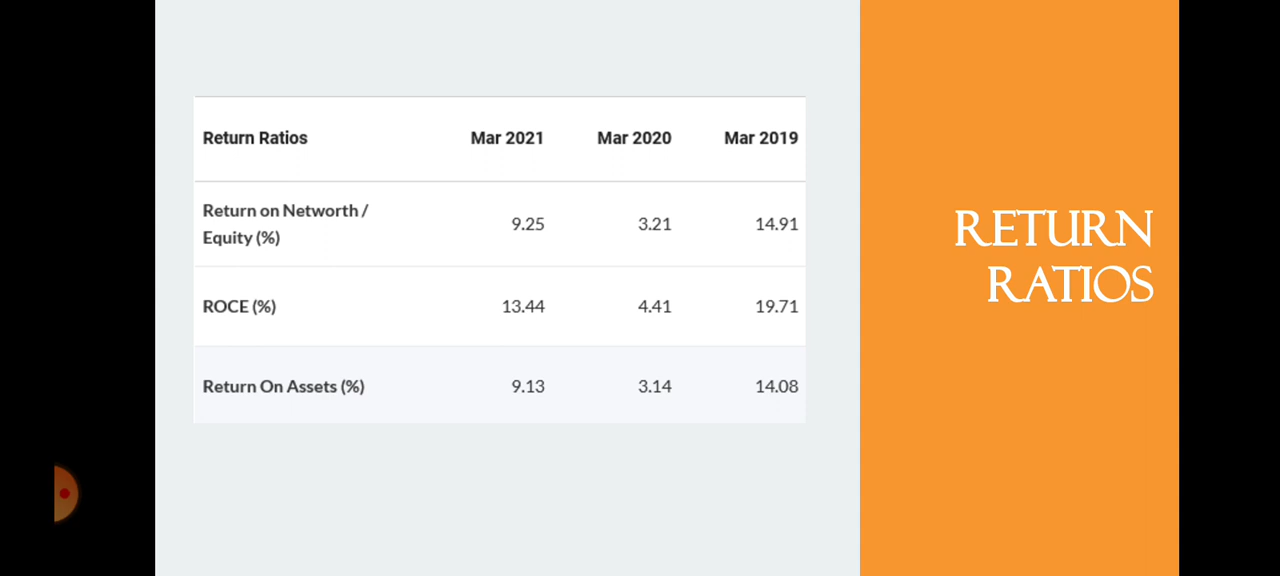 Return Ratios Mar 2021 Mar 2020 Mar 2019
Return on Networth /
Equity (%) 9.25 3.21 14.91
ROCE (%) 13.44 4.41 19.71
Return On Assets (%) 9.13 3.14 14.08
RETURN
RATIOS